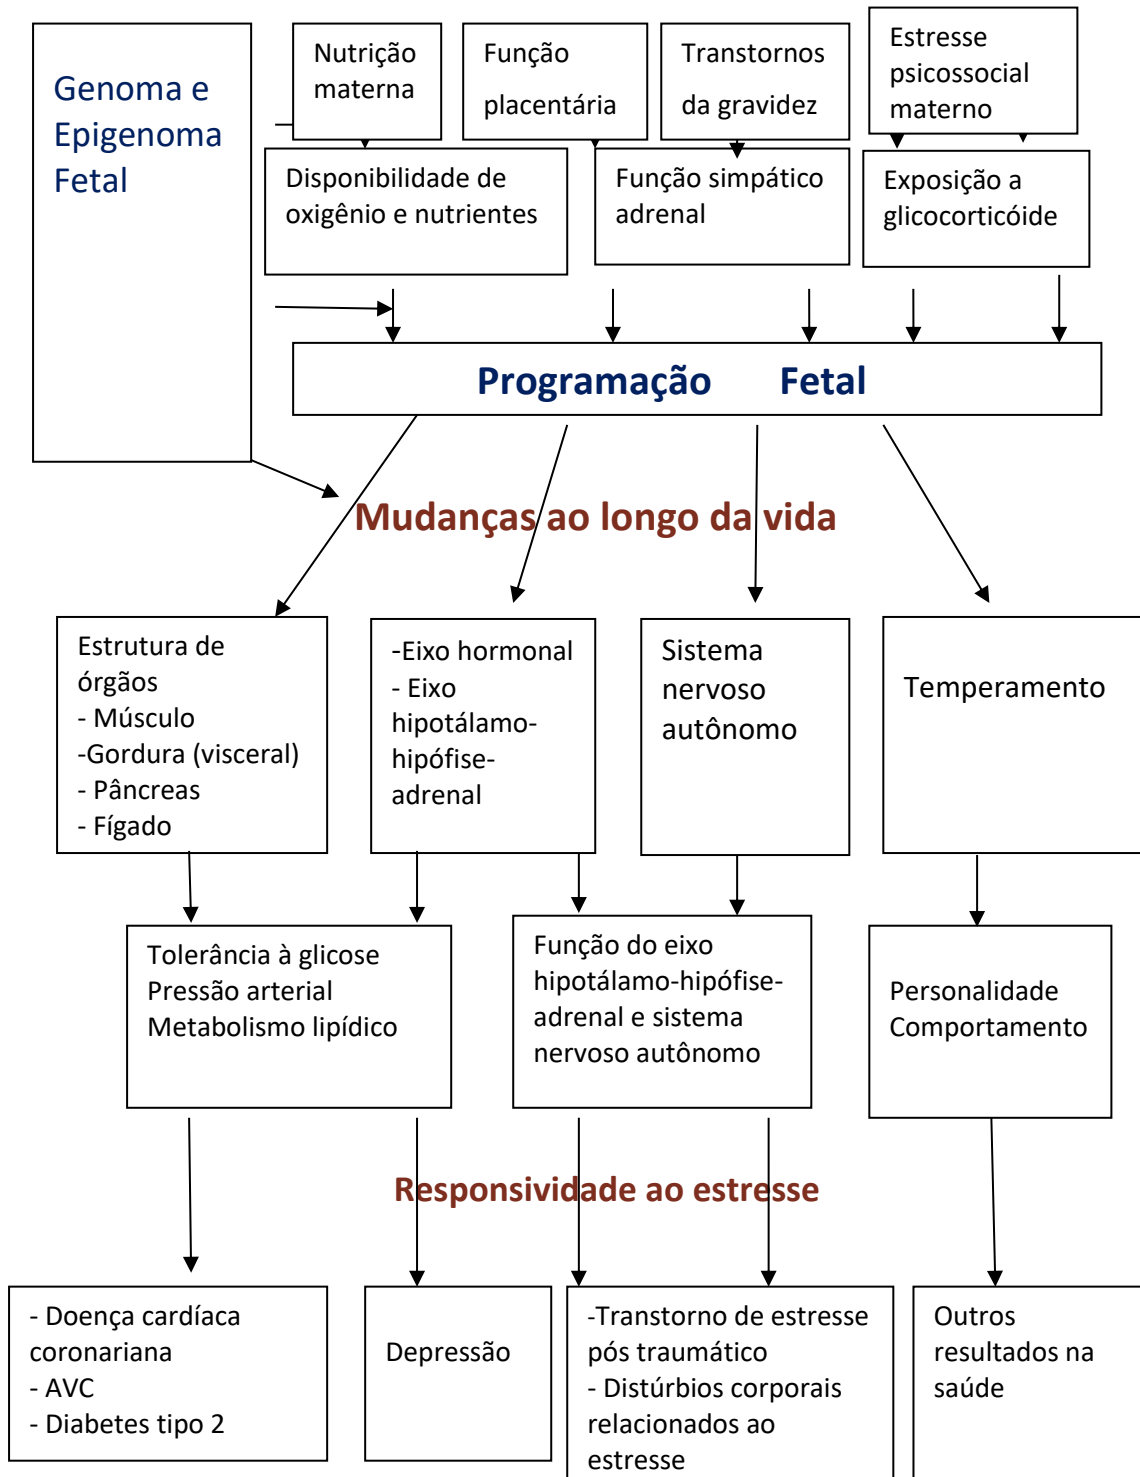 Genoma e
Epigenoma
Fetal
Nutrição
materna
Função
placentária
Transtornos
da gravidez
Estresse
psicossocial
materno
Disponibilidade de
oxigênio e nutrientes
Função simpático
adrenal
Exposição a
glicocorticóide
Programação Fetal
Mudanças ao longo da vida
Estrutura de
órgãos
- Músculo
-Gordura (visceral)
- Pâncreas
- Fígado
-Eixo hormonal
- Eixo
hipotálamo-
hipófise-
adrenal
Sistema
nervoso
autônomo
Temperamento
Tolerância à glicose
Pressão arterial
Metabolismo lipídico
Função do eixo
hipotálamo-hipófise-
adrenal e sistema
nervoso autônomo
Personalidade
Comportamento
Responsividade ao estresse
- Doença cardíaca
coronariana
- AVC
- Diabetes tipo 2
Depressão
-Transtorno de estresse
pós traumático
- Distúrbios corporais
relacionados ao
estresse
Outros
resultados na
saúde